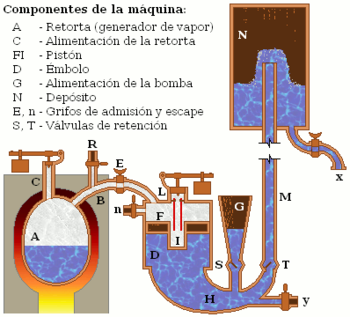 Componentes de la máquina:
A - Retorta (generador de vapor)
C - Alimentación de la retorta
FI - Pistón
D - Émbolo
G - Alimentación de la bomba
N - Depósito
E, n - Grifos de admisión y escape
S, T - Válvulas de retención
N
x
R
E
C
B
L
M
n
F
G
A
I
D
S
T
H
y